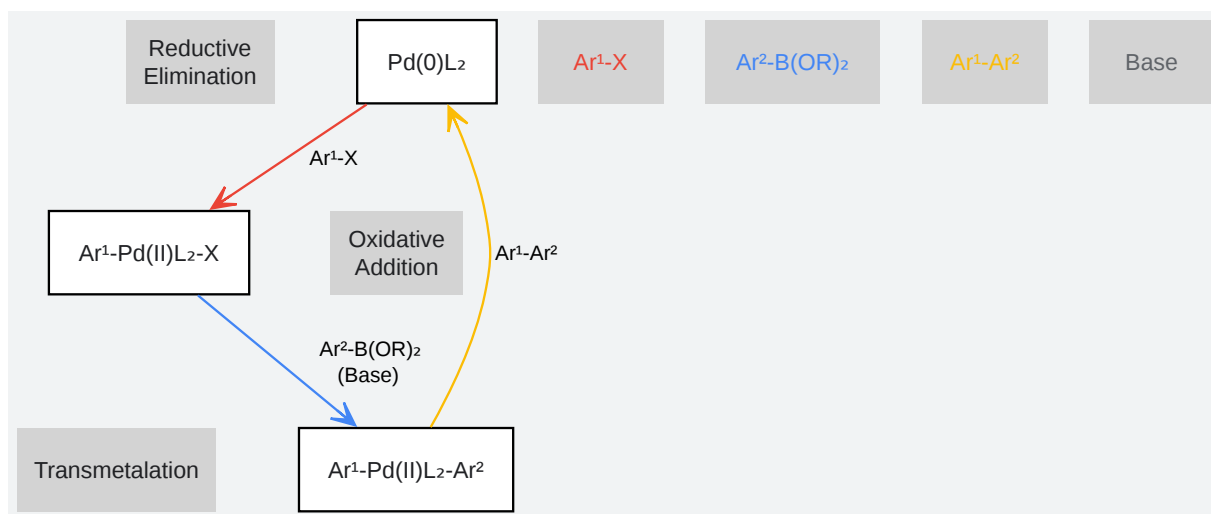 Reductive
Elimination
Pd(0)L₂
Ar¹-X
Ar²-B(OR)₂
Ar¹-Ar²
Base
Ar¹-X
Ar¹-Pd(II)L₂-X
Oxidative
Addition
Ar¹-Ar²
Ar²-B(OR)₂
(Base)
Transmetalation
Ar¹-Pd(II)L₂-Ar²